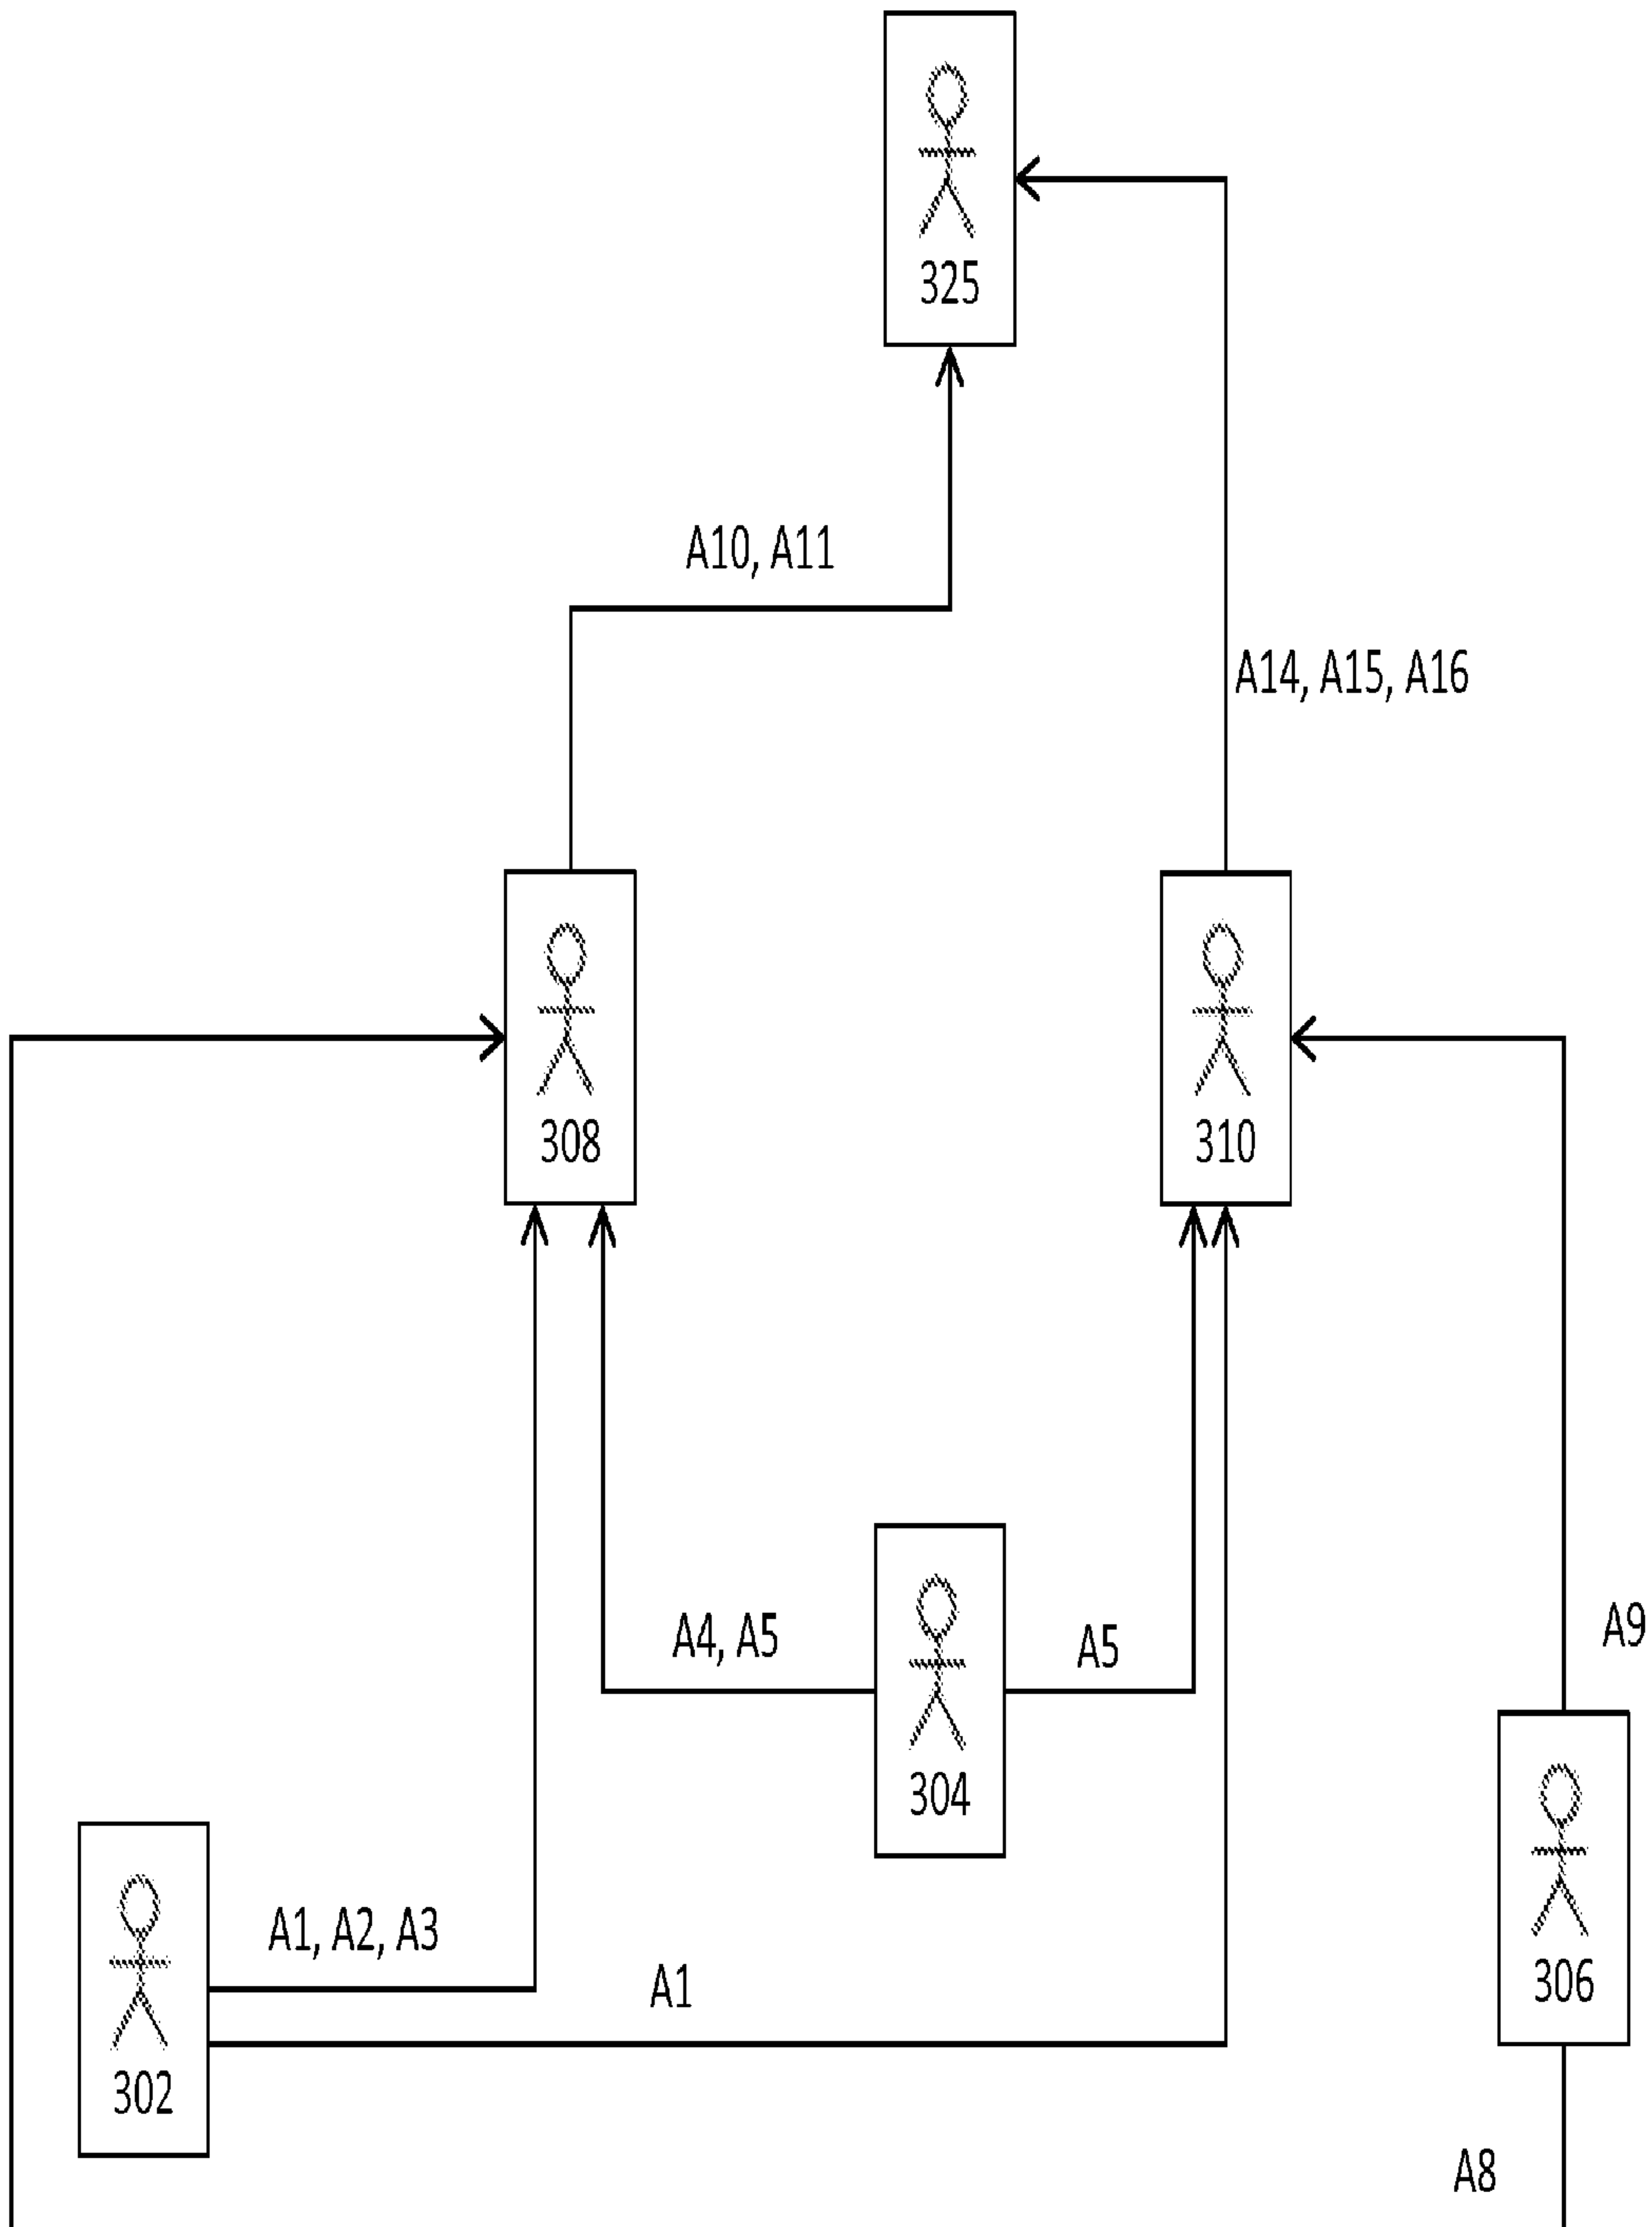 325
A10, A11
A14, A15, A16
308
310
A4, A5
A5
A9
304
A1, A2, A3
A1
306
302
A8